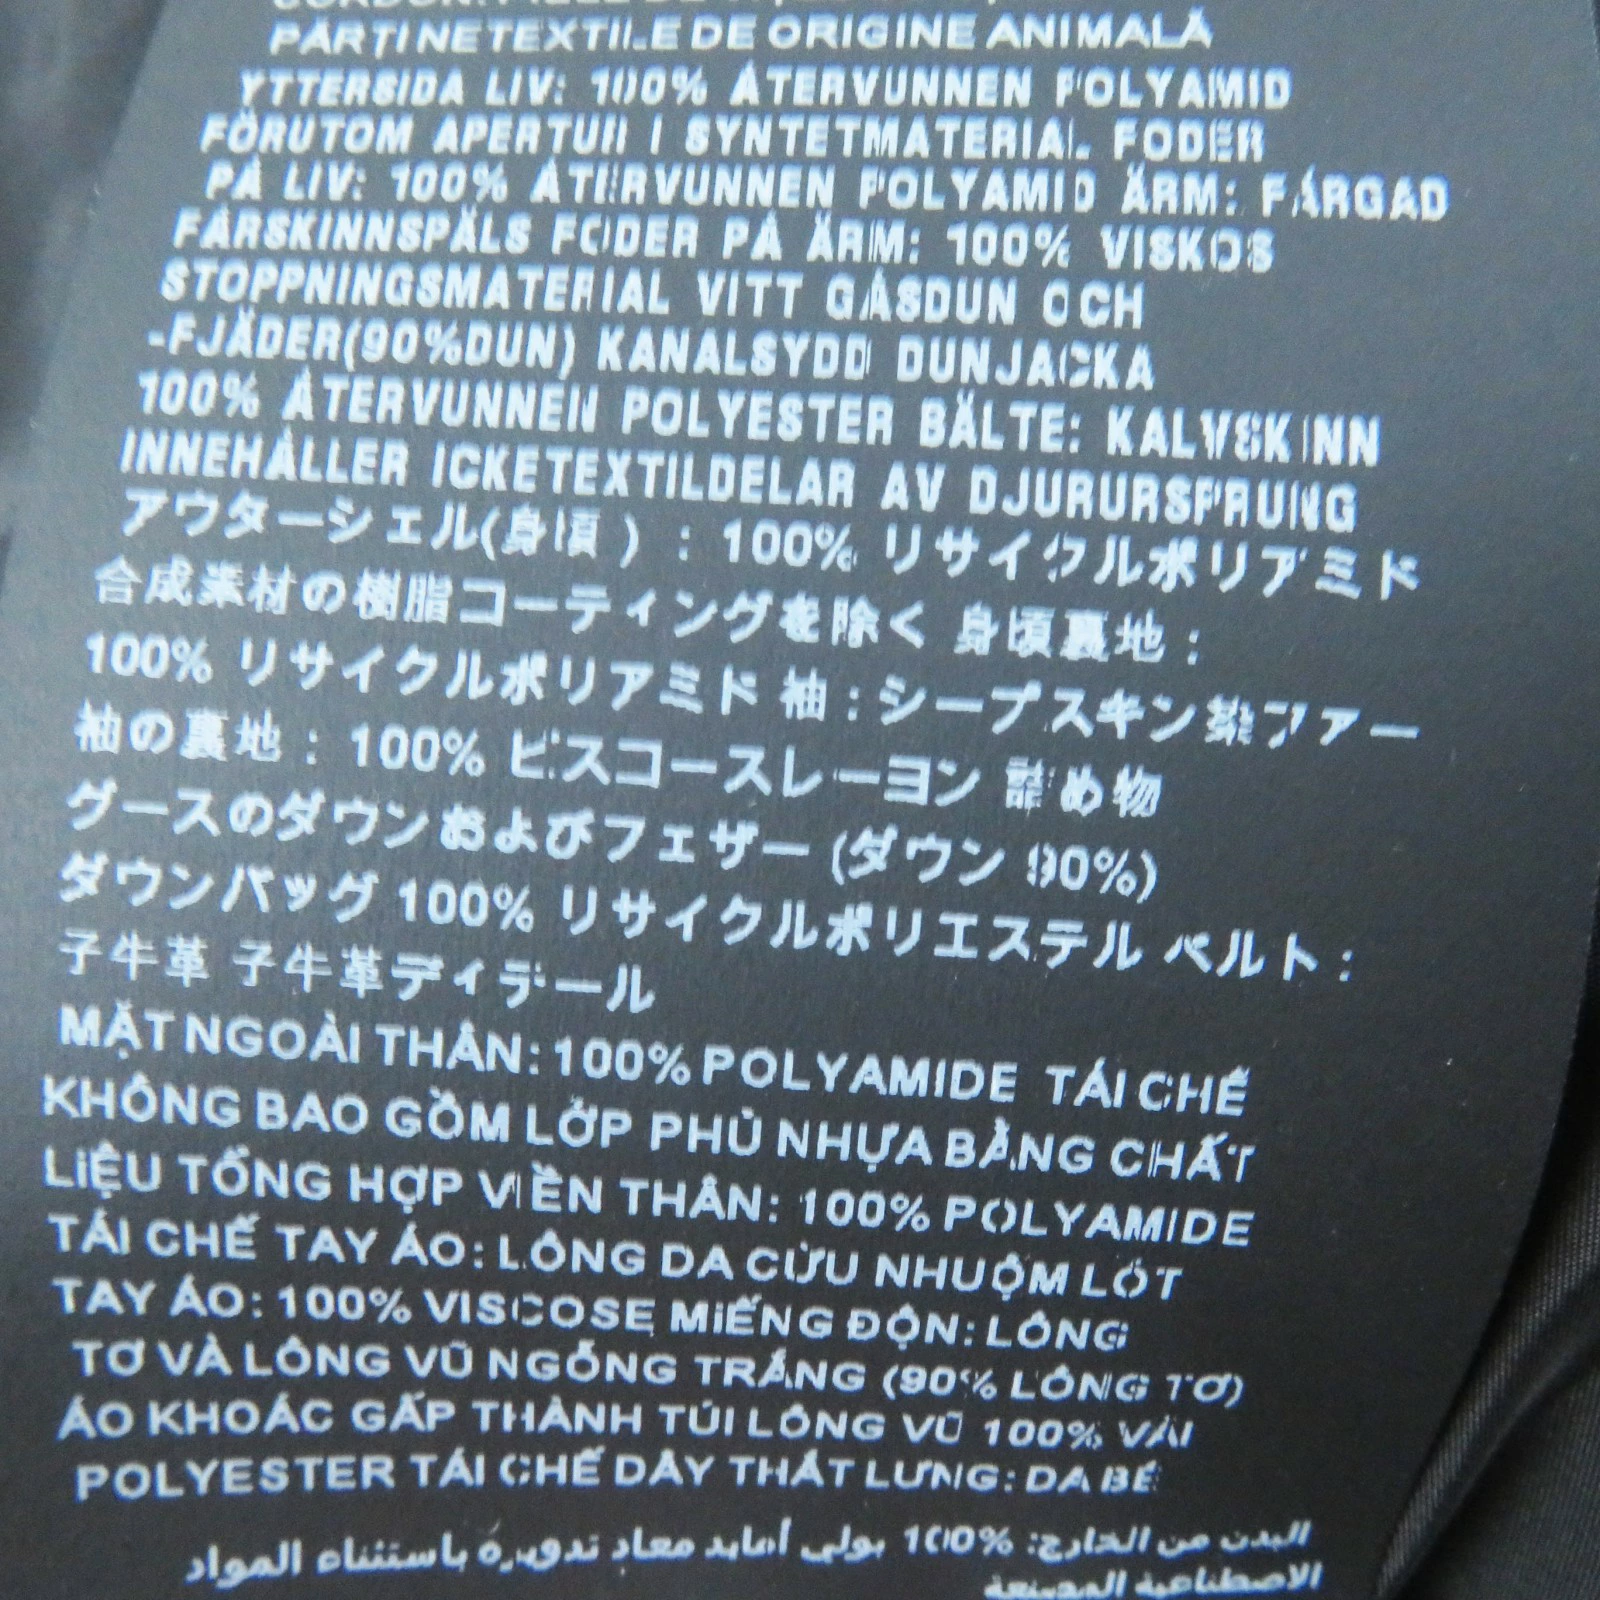 PĂRȚI NETEXTILE DE ORIGINE ANIMALĂ
YTTERSIDA LIV: 100% ÅTERVUNNEN POLYAMID
FÖRUTOM APERTUR I SYNTETMATERIAL FODER
PÅ LIV: 100% ÅTERVUNNEN POLYAMID ÄRM: FÄRGAD
FÅRSKINNSPÄLS FODER PÅ ÄRM: 100% VISKOS
STOPPNINGSMATERIAL VITT GÅSDUN OCH
-FJÄDER(90%DUN) KANALSYDD DUNJACKA
100% ÅTERVUNNEN POLYESTER BÄLTE: KALVSKINN
INNEHÅLLER ICKETEXTILDELAR AV DJURURSPRUNG
アウターシェル(身頃 ) : 100% リサイクルポリアミド
合成素材の樹脂コーティングを除く 身頃裏地 :
100% リサイクルポリアミド 袖 : シープスキン染ファー
袖の裏地 : 100% ビスコースレーヨン 詰め物
グースのダウンおよびフェザー (ダウン 90%)
ダウンバッグ 100% リサイクルポリエステル ベルト :
子牛革 子牛革ディテール
MẶT NGOÀI THÂN: 100% POLYAMIDE TÁI CHẾ
KHÔNG BAO GỒM LỚP PHỦ NHỰA BẰNG CHẤT
LIỆU TỔNG HỢP VIỀN THÂN: 100% POLYAMIDE
TÁI CHẾ TAY ÁO: LÔNG DA CỪU NHUỘM LÓT
TAY ÁO: 100% VISCOSE MIẾNG ĐỘN: LÔNG
TƠ VÀ LÔNG VŨ NGỖNG TRẮNG (90% LÔNG TƠ)
ÁO KHOÁC GẤP THÀNH TÚI LÔNG VŨ 100% VẢI
POLYESTER TÁI CHẾ DÂY THẮT LƯNG: DA BÊ
البدن من الخارج: 100% بولي أمايد معاد تدويرة باستثناء المواد
الاصطناعية المصنعة